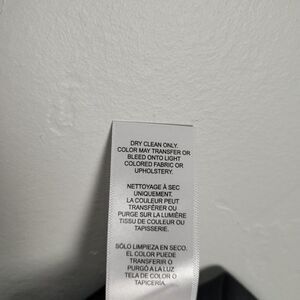 DRY CLEAN ONLY.
COLOR MAY TRANSFER OR
BLEED ONTO LIGHT
COLORED FABRIC OR
UPHOLSTERY.
NETTOYAGE À SEC
UNIQUEMENT.
LA COULEUR PEUT
TRANSFÉRER OU
PURGE SUR LA LUMIÈRE
TISSU DE COULEUR OU
TAPISSERIE.
SÓLO LIMPIEZA EN SECO.
EL COLOR PUEDE
TRANSFERIR O
PURGÓ A LA LUZ
TELA DE COLOR O
TAPICERÍA.